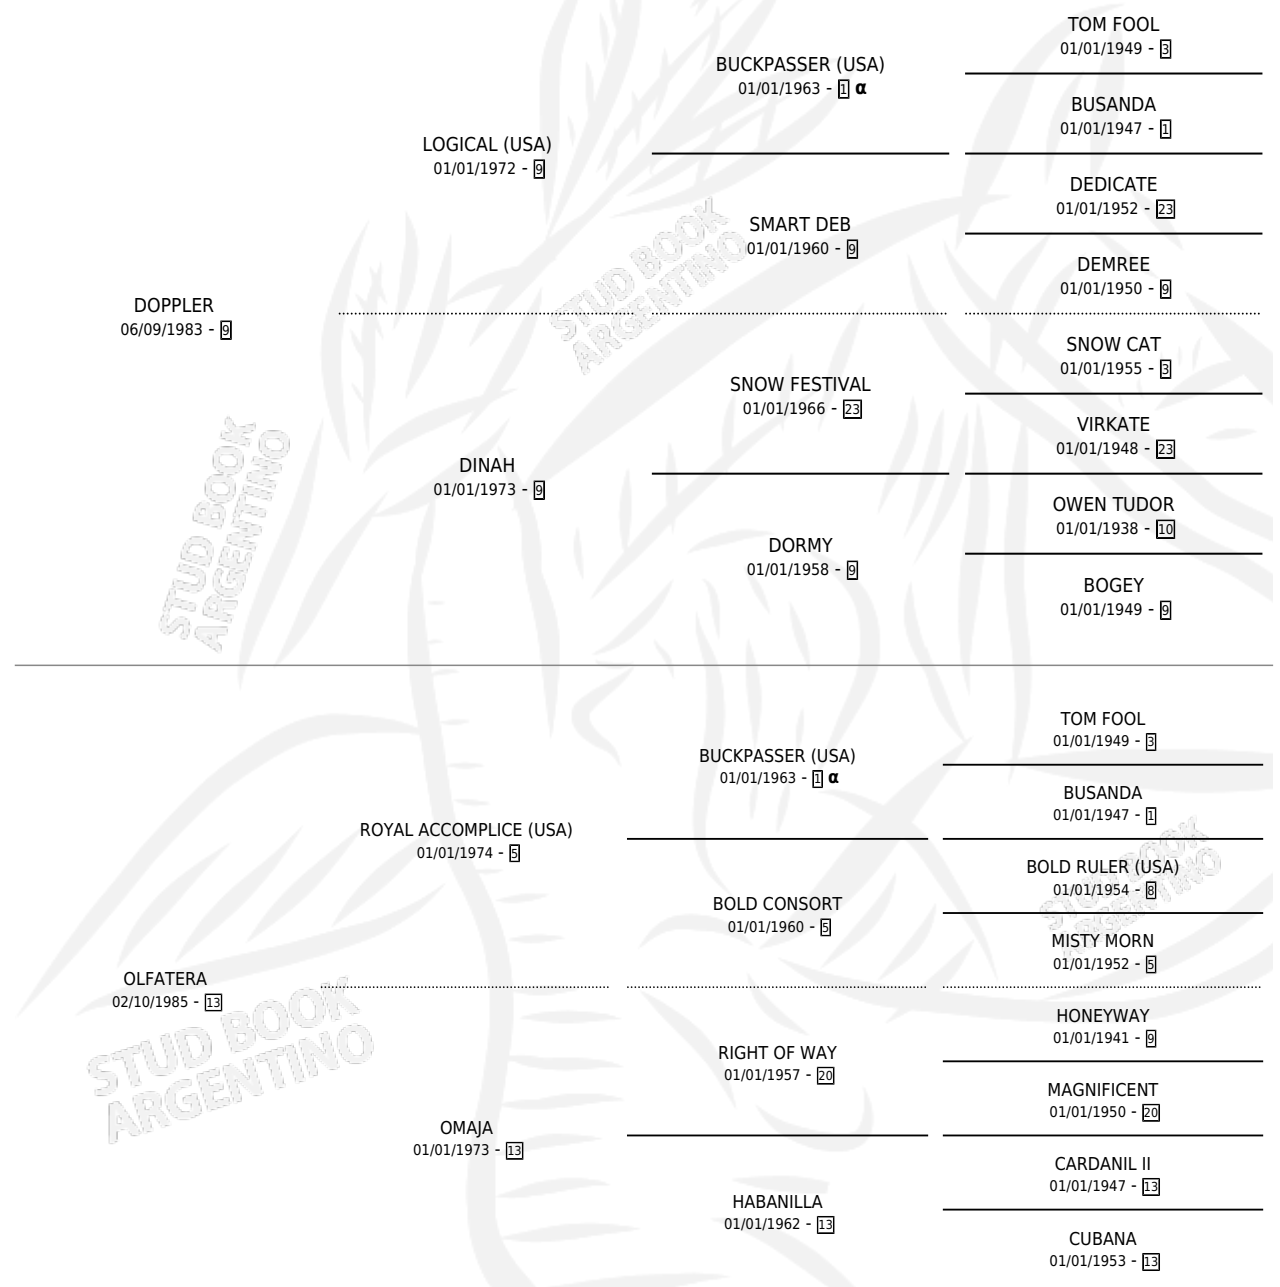 TOM FOOL
01/01/1949 - 3
BUCKPASSER (USA)
01/01/1963 - 1 α
BUSANDA
01/01/1947 - 1
LOGICAL (USA)
01/01/1972 - 9
DEDICATE
01/01/1952 - 23
SMART DEB
01/01/1960 - 9
DEMREE
01/01/1950 - 9
DOPPLER
06/09/1983 - 9
STUD BOOK
ARGENTINO
SNOW CAT
01/01/1955 - 3
SNOW FESTIVAL
01/01/1966 - 23
VIRKATE
01/01/1948 - 23
DINAH
01/01/1973 - 9
STUD BOOK
ARGENTINO
OWEN TUDOR
01/01/1938 - 10
DORMY
01/01/1958 - 9
BOGEY
01/01/1949 - 9
TOM FOOL
01/01/1949 - 3
BUCKPASSER (USA)
01/01/1963 - 1 α
BUSANDA
01/01/1947 - 1
ROYAL ACCOMPLICE (USA)
01/01/1974 - 5
STUD BOOK
ARGENTINO
BOLD RULER (USA)
01/01/1954 - 8
BOLD CONSORT
01/01/1960 - 5
MISTY MORN
01/01/1952 - 5
OLFATERA
02/10/1985 - 13
STUD BOOK
ARGENTINO
HONEYWAY
01/01/1941 - 9
RIGHT OF WAY
01/01/1957 - 20
MAGNIFICENT
01/01/1950 - 20
OMAJA
01/01/1973 - 13
CARDANIL II
01/01/1947 - 13
HABANILLA
01/01/1962 - 13
CUBANA
01/01/1953 - 13